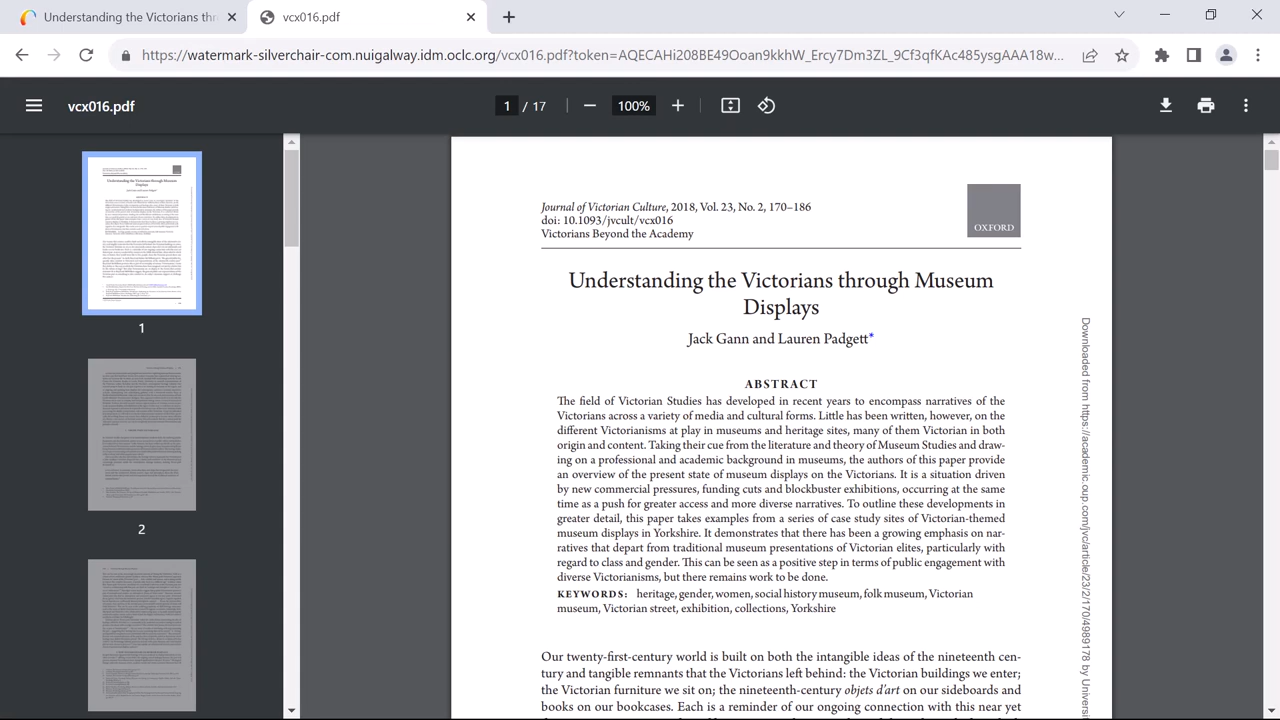 Understanding the Victorians thr
vcx016.pdf
https://watermark-silverchair-com.nuigalway.idm.oclc.org/vcx016.pdf?token=AQECAHi208BE49Ooan9kkhW_Ercy7Dm3ZL_9Cf3qfKAc485ysgAAA18w...
vcx016.pdf
1 / 17
100%
1
2
of Victorian Culture, 2018, Vol. 23, No. 2, 170–
10.1093/jvcult/vcx016
Victorians Beyond the Academy
OXFORD
Understanding the Victorians through Museum
Displays
Jack Gann and Lauren Padgett*
ABSTRACT
The field of Victorian Studies has developed in recent years to encompass narratives of the
Victorians across a variety of media and cultural forms. Little has been written, however, on the
different Victorianisms at play in museums and heritage sites, many of them Victorian in both
theme and content. Taking their cue from the literature and theory of Museum Studies and draw-
ing on a professional and academic background in museums, the authors of this paper provide
an overview of the present state of museum displays on the Victorians. It is a situation driven
by new commercial pressures, funding cuts and blockbuster exhibitions, occurring at the same
time as a push for greater access and more diverse narratives. To outline these developments in
greater detail, this paper takes examples from a series of case study sites of Victorian-themed
museum displays in Yorkshire. It demonstrates that there has been a growing emphasis on nar-
ratives that depart from traditional museum presentations of Victorian elites, particularly with
regards to class and gender. This can be seen as a positive step in terms of public engagement with
diverse Victorianisms, but there remains work to be done.
KEYWORDS: heritage, gender, women, social history museum, folk museum, Victorian
museum, Victorian street, exhibition, collections, Yorkshire
Our twenty-first-century world is built on both the intangible ideas of the nineteenth cen-
tury and tangible remnants that the Victorians left behind: the Victorian buildings we enter;
the Victorian furniture we sit on; nineteenth-century objets d'art on our sideboards and
books on our bookcases. Each is a reminder of our ongoing connection with this near yet
Downloaded from https://academic.oup.com/jvc/article/23/2/170/4989178 by Universi